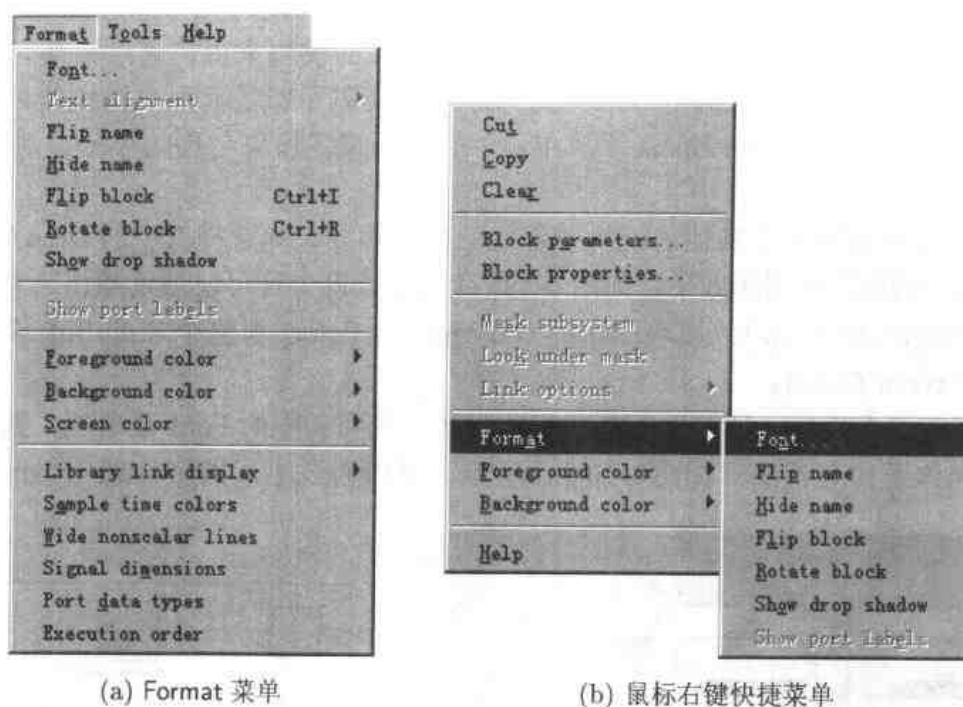 Format Tools Help
Font...
Text alignment
Flip name
Hide name
Flip block Ctrl+I
Rotate block Ctrl+R
Show drop shadow
Show port labels
Foreground color
Background color
Screen color
Library link display
Sample time colors
Wide nonscalar lines
Signal dimensions
Port data types
Execution order
(a) Format 菜单
Cut
Copy
Clear
Block parameters...
Block properties...
Mask subsystem
Look under mask
Link options
Format
Foreground color
Background color
Help
Font...
Flip name
Hide name
Flip block
Rotate block
Show drop shadow
Show port labels
(b) 鼠标右键快捷菜单